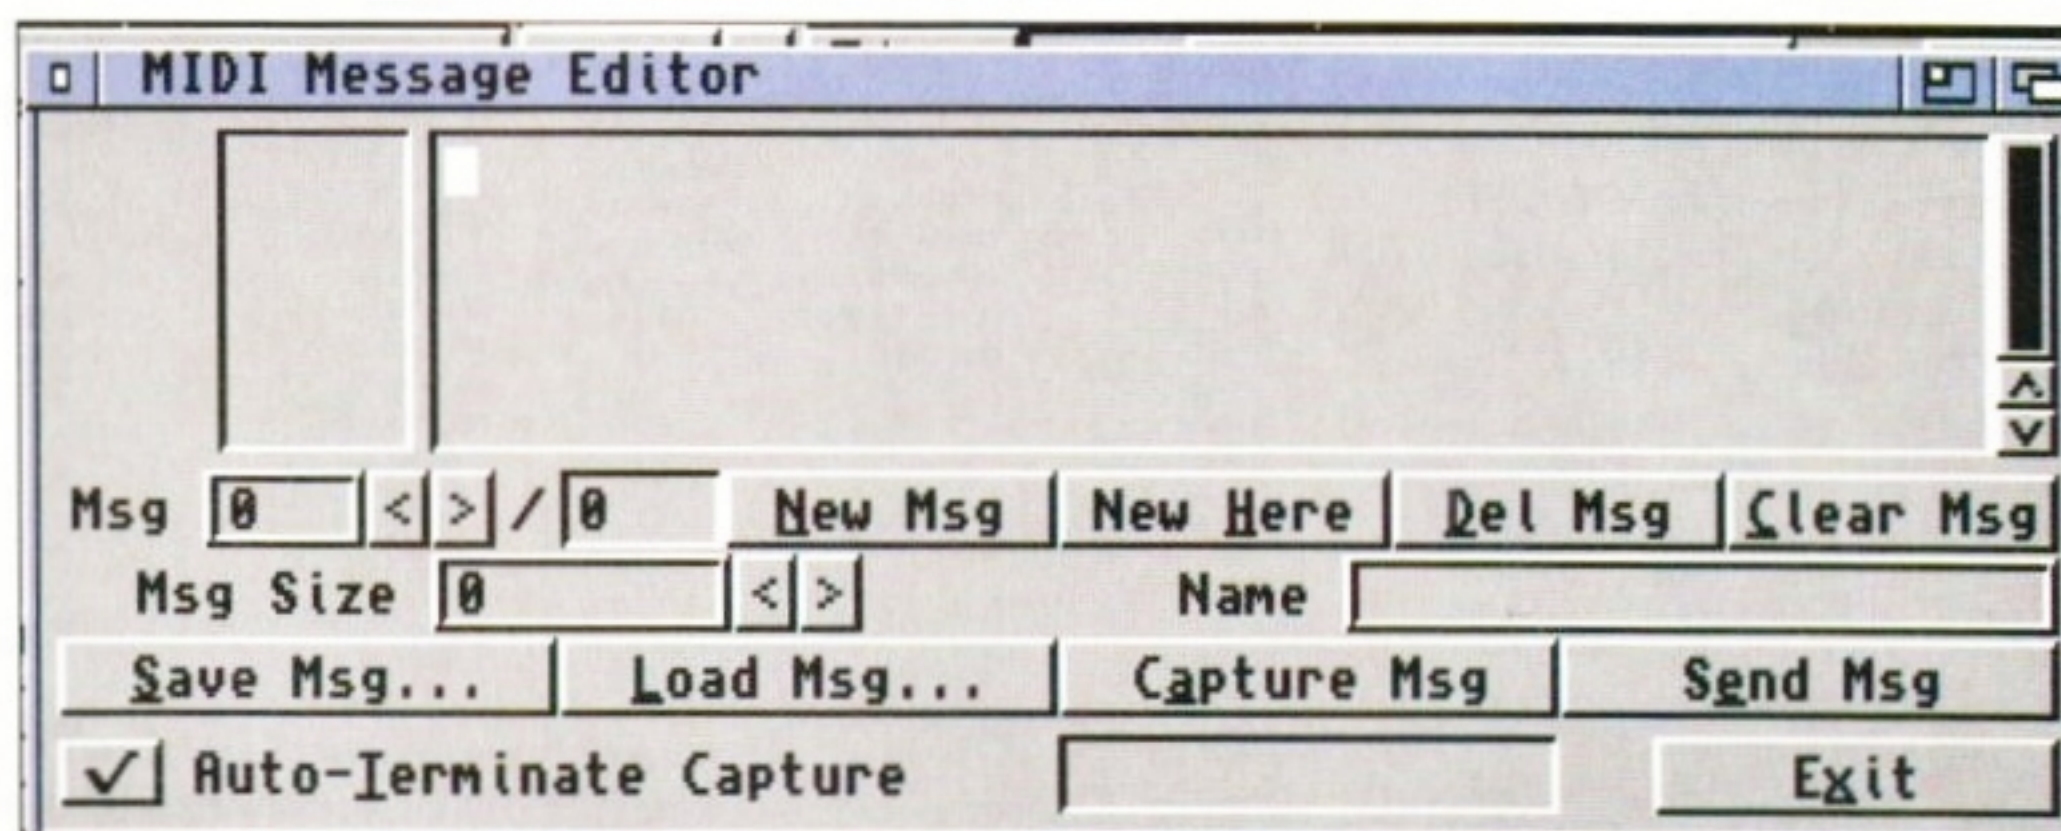 MIDI Message Editor
Msg 0 < > / 0 New Msg New Here Del Msg Clear Msg
Msg Size 0 < > Name
Save Msg... Load Msg... Capture Msg Send Msg
Auto-Terminate Capture Exit